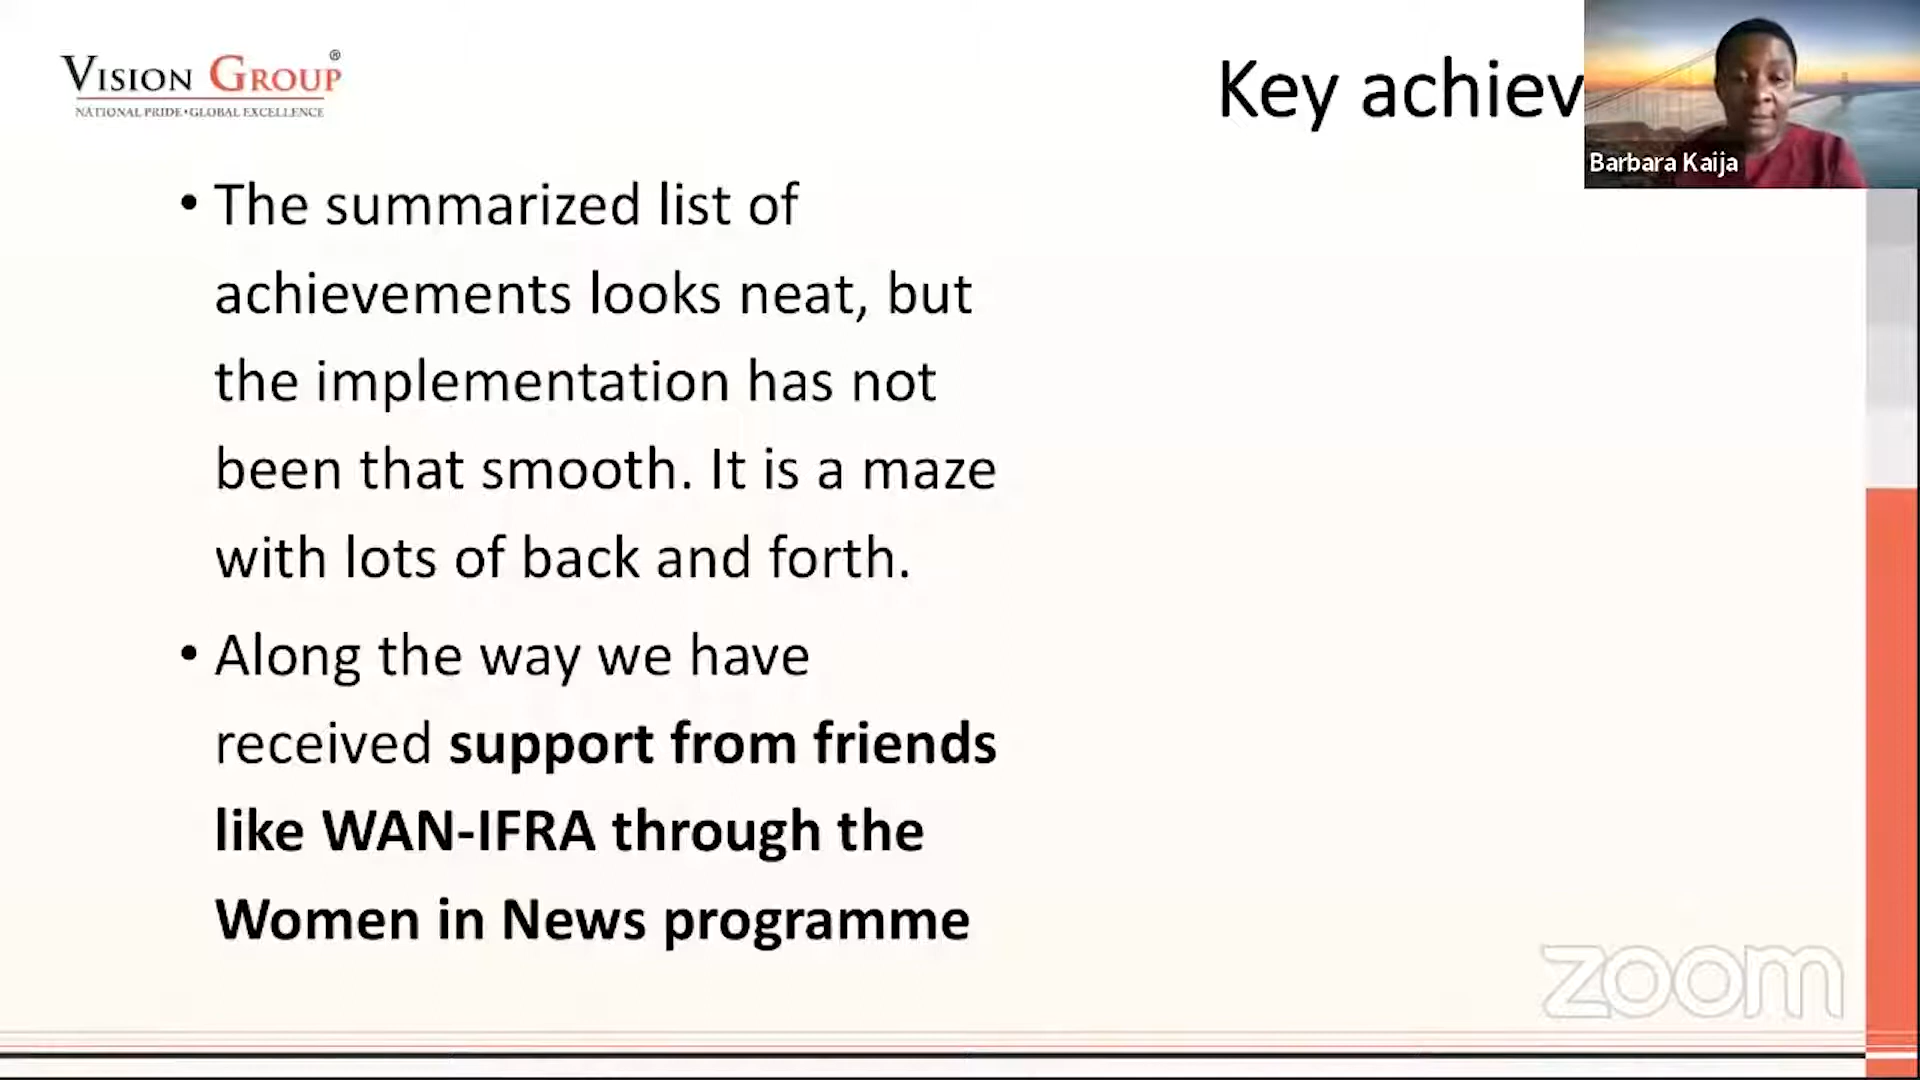 VISION GROUP®
NATIONAL PRIDE•GLOBAL EXCELLENCE
Key achiev
Barbara Kaija
• The summarized list of
achievements looks neat, but
the implementation has not
been that smooth. It is a maze
with lots of back and forth.
• Along the way we have
received support from friends
like WAN-IFRA through the
Women in News programme
zoom